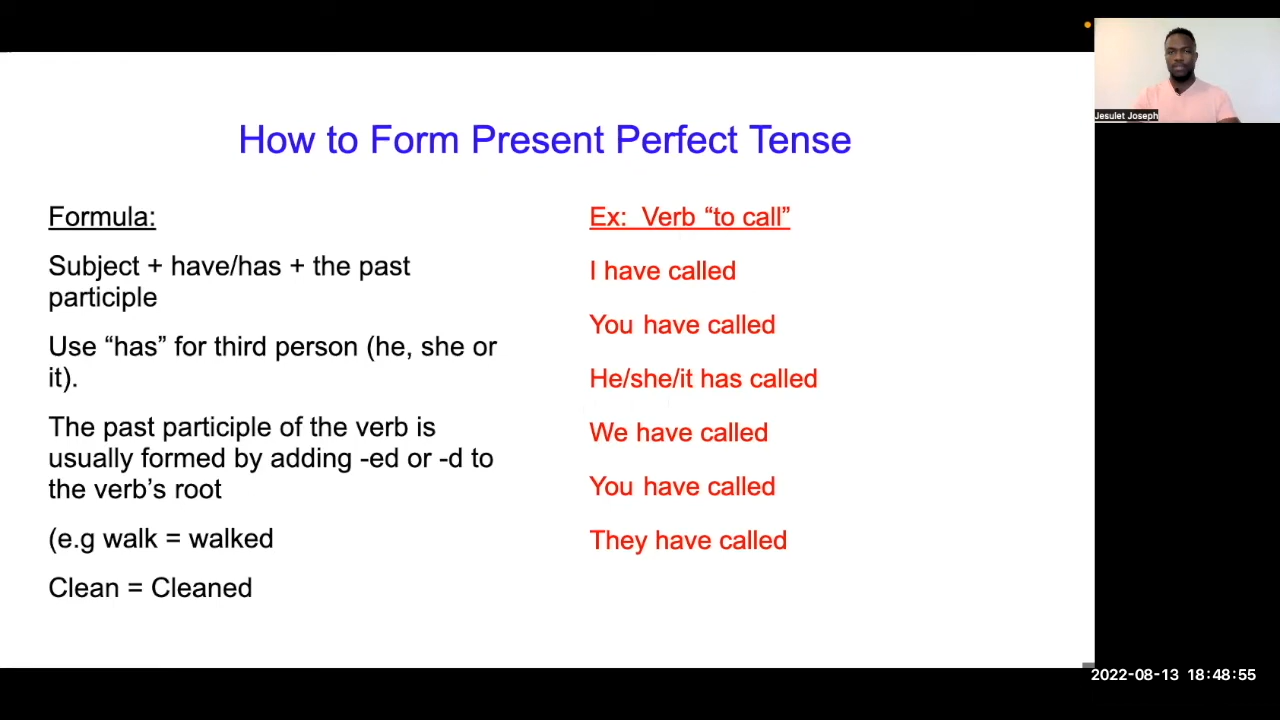 How to Form Present Perfect Tense
Formula:
Subject + have/has + the past
participle
Use “has” for third person (he, she or
it).
The past participle of the verb is
usually formed by adding -ed or -d to
the verb’s root
(e.g walk = walked
Clean = Cleaned
Ex:  Verb “to call”
I have called
You have called
He/she/it has called
We have called
You have called
They have called
Jesulet Joseph
2022-08-13 18:48:55